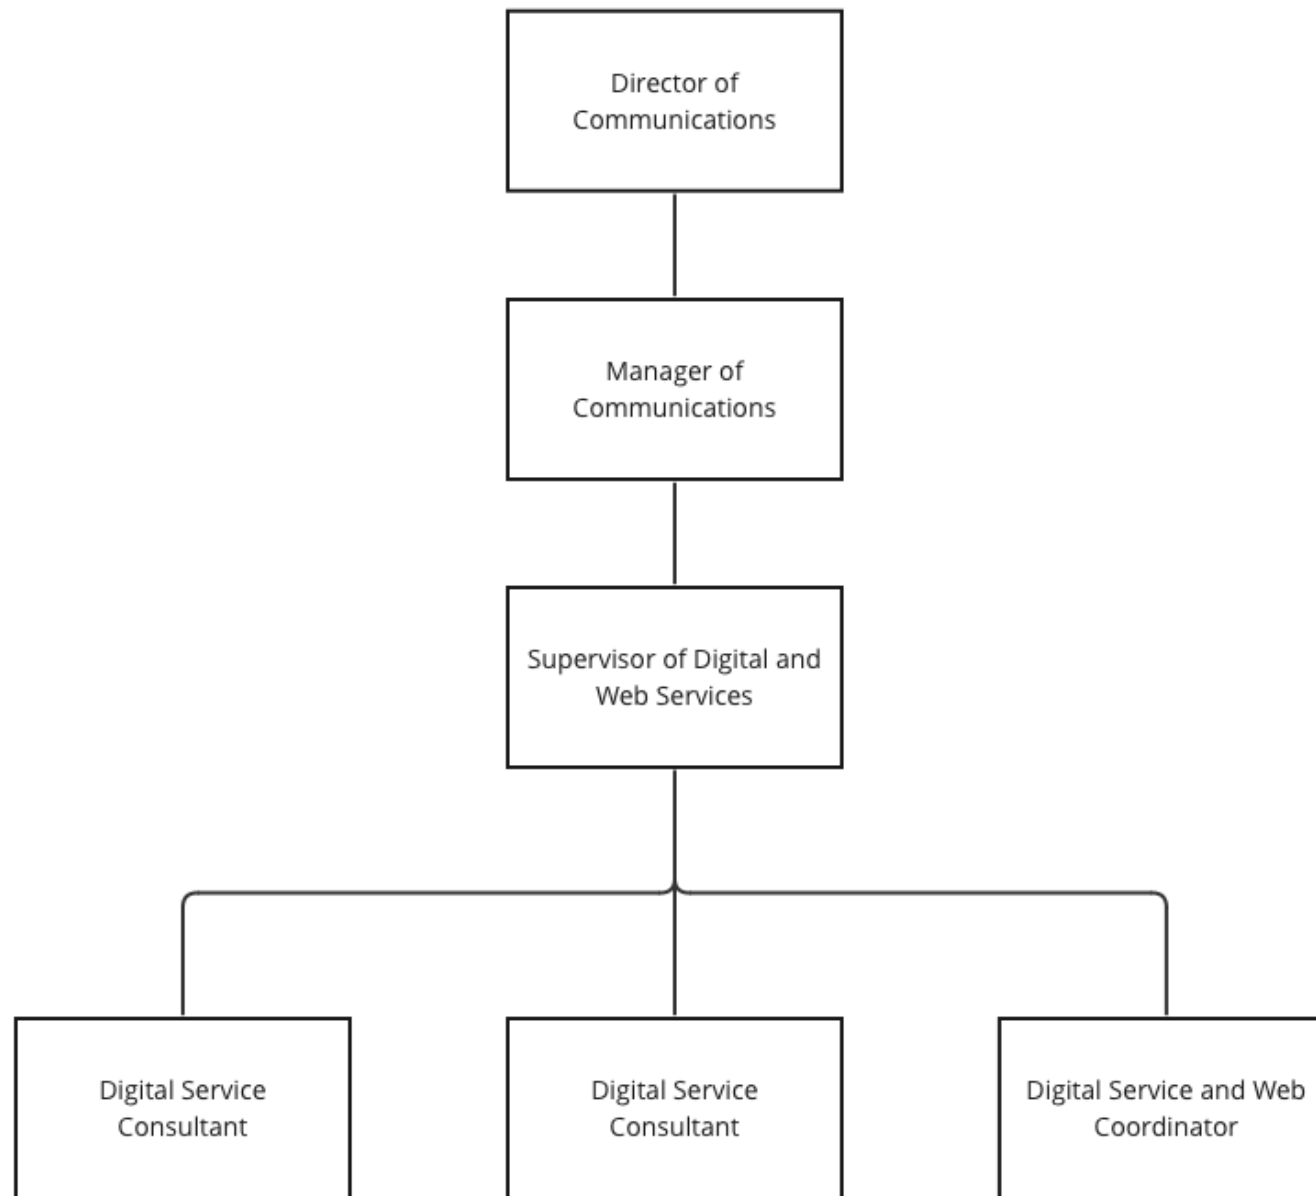 Director of
Communications
Manager of
Communications
Supervisor of Digital and
Web Services
Digital Service
Consultant
Digital Service
Consultant
Digital Service and Web
Coordinator